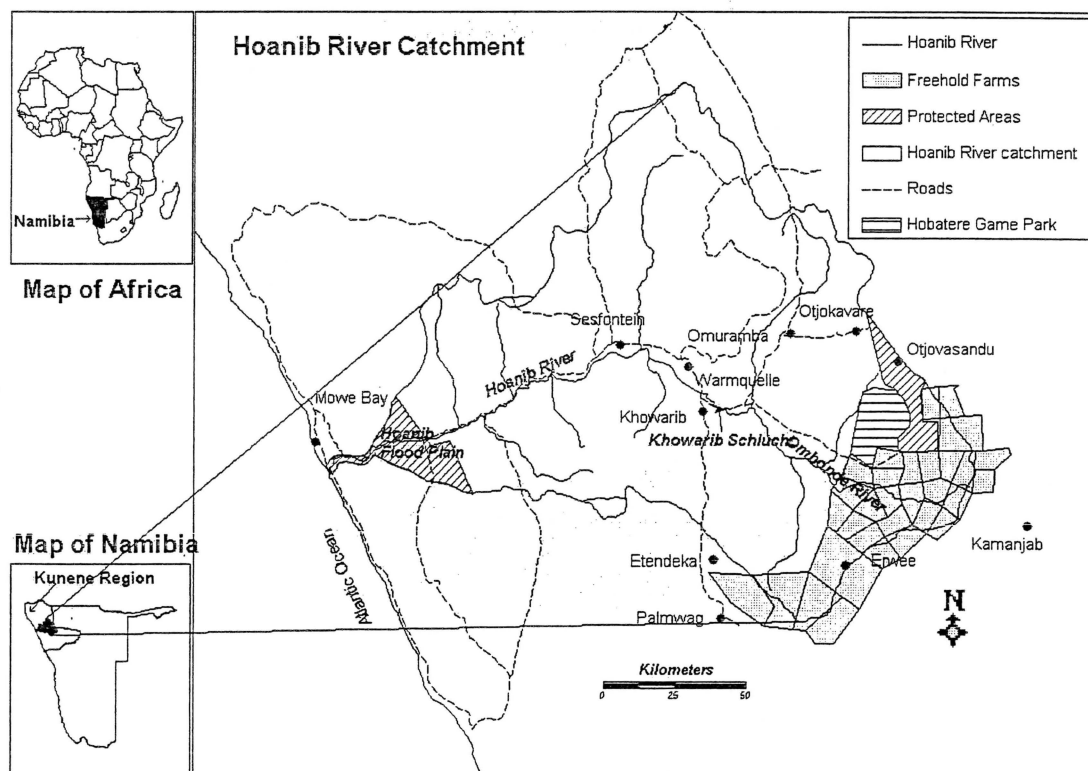 Hoanib River Catchment
Hoanib River
Freehold Farms
Protected Areas
Hoanib River catchment
Roads
Hobatere Game Park
Namibia
Map of Africa
Otjokavare
Sesfontein
Omuramba
Otjovasandu
Hoanib River
Warmquelle
Mowe Bay
Khowarib
Hoanib
Flood Plain
Khowarib Schlucht
Ombonde River
Kamanjab
Atlantic Ocean
Etendeka
Erwee
Palmwag
N
Map of Namibia
Kunene Region
Kilometers
0 25 50